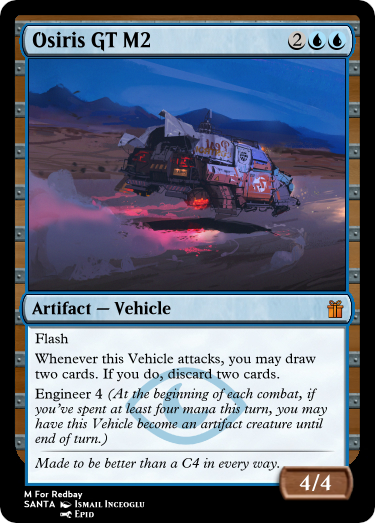 Osiris GT M2
2
Artifact — Vehicle
Flash
Whenever this Vehicle attacks, you may draw
two cards. If you do, discard two cards.
Engineer 4 (At the beginning of each combat, if
you've spent at least four mana this turn, you may
have this Vehicle become an artifact creature until
end of turn.)
Made to be better than a C4 in every way.
4/4
M For Redbay
SANTA Ismail Inceoglu
Epid